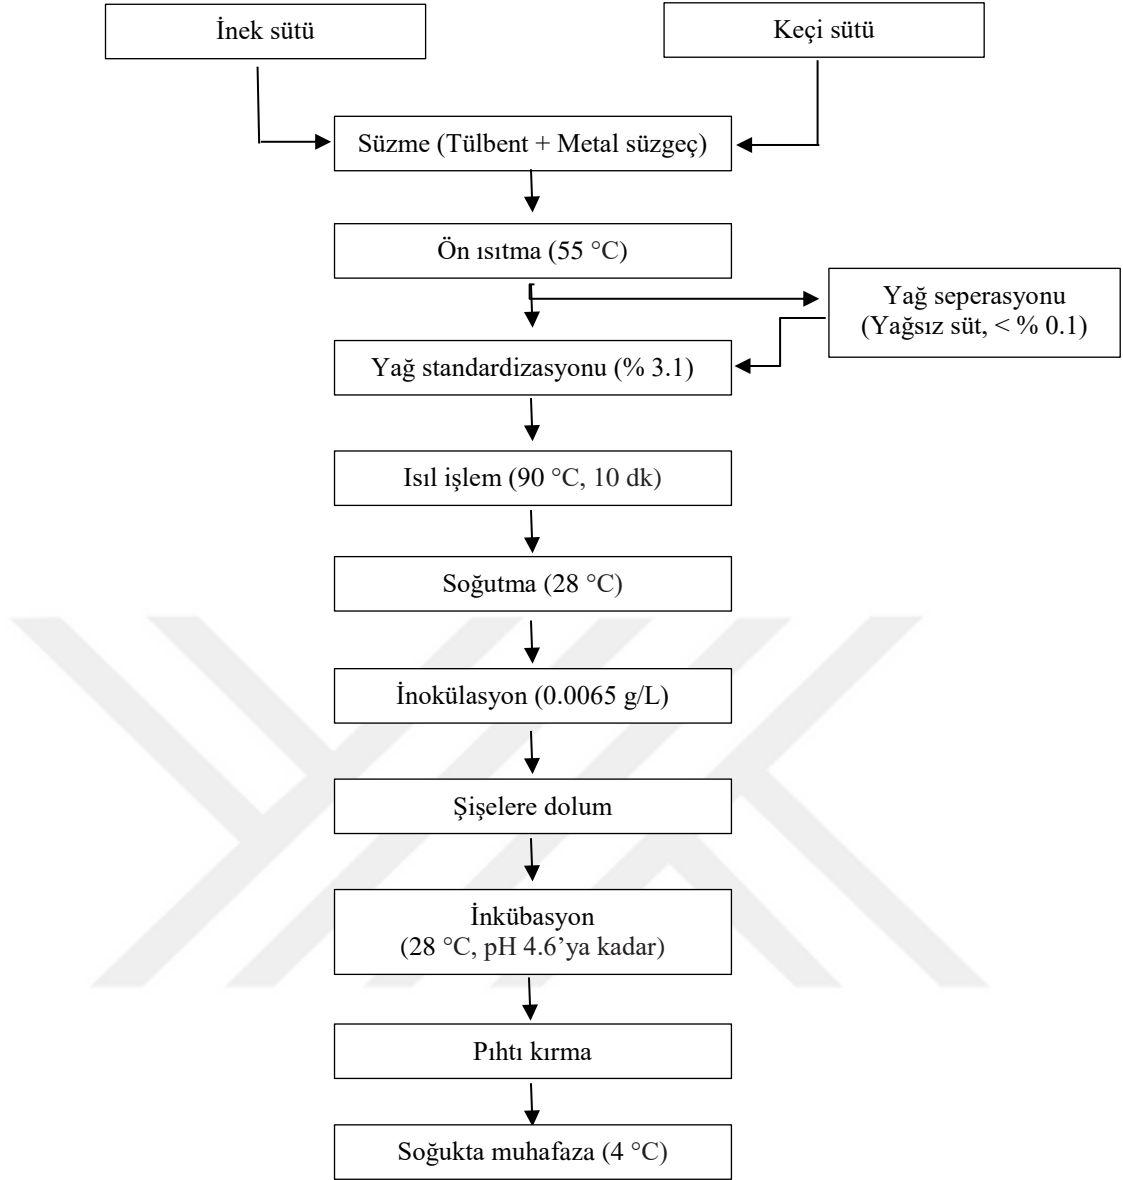 İnek sütü
Keçi sütü
Süzme (Tülbent + Metal süzgeç)
Ön ısıtma (55 °C)
Yağ seperasyonu
(Yağsız süt, < % 0.1)
Yağ standardizasyonu (% 3.1)
Isıl işlem (90 °C, 10 dk)
Soğutma (28 °C)
İnokülasyon (0.0065 g/L)
Şişelere dolum
İnkübasyon
(28 °C, pH 4.6’ya kadar)
Pıhtı kırma
Soğukta muhafaza (4 °C)